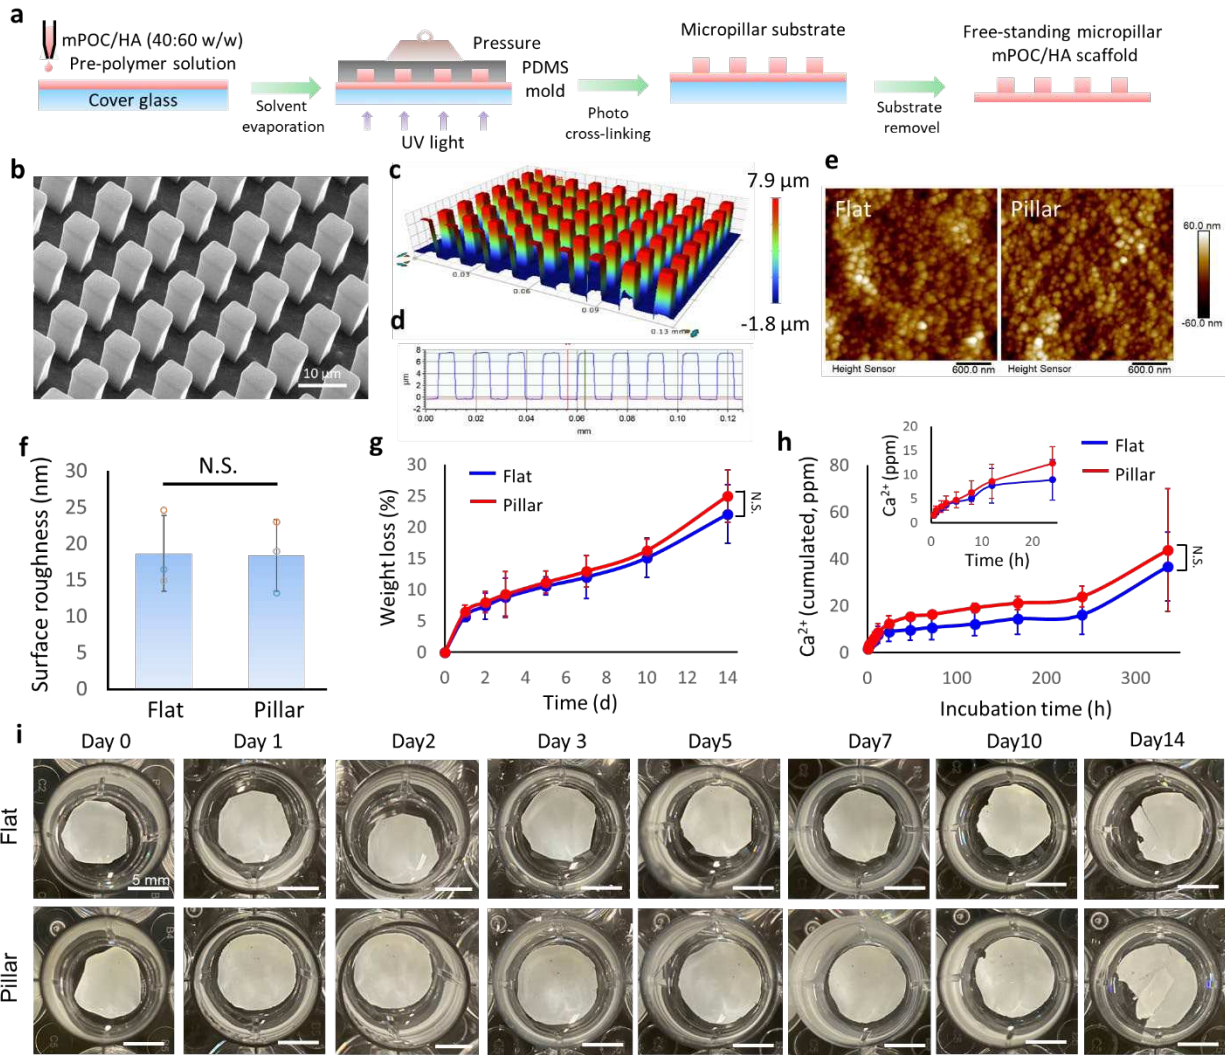 a
mPOC/HA (40:60 w/w)
Pre-polymer solution
Cover glass
Solvent
evaporation
Pressure
PDMS
mold
UV light
Photo
cross-linking
Micropillar substrate
Substrate
removel
Free-standing micropillar
mPOC/HA scaffold
b
10 µm
c
7.9 µm
-1.8 µm
0.03
0.06
0.09
0.13 mm
d
8
6
4
2
0
-2
µm
0.00
0.02
0.04
0.06
0.08
0.10
0.12
mm
e
Flat
Pillar
60.0 nm
-60.0 nm
Height Sensor
600.0 nm
Height Sensor
600.0 nm
f
N.S.
Surface roughness (nm)
30
25
20
15
10
5
0
Flat
Pillar
g
Flat
Pillar
N.S.
Weight loss (%)
30
25
20
15
10
5
0
0
2
4
6
8
10
12
14
Time (d)
h
Ca²⁺ (ppm)
20
15
10
5
0
0
10
20
Time (h)
Flat
Pillar
N.S.
Ca²⁺ (cumulated, ppm)
80
60
40
20
0
0
100
200
300
Incubation time (h)
i
Day 0
Day 1
Day2
Day 3
Day5
Day7
Day10
Day14
Flat
5 mm
Pillar